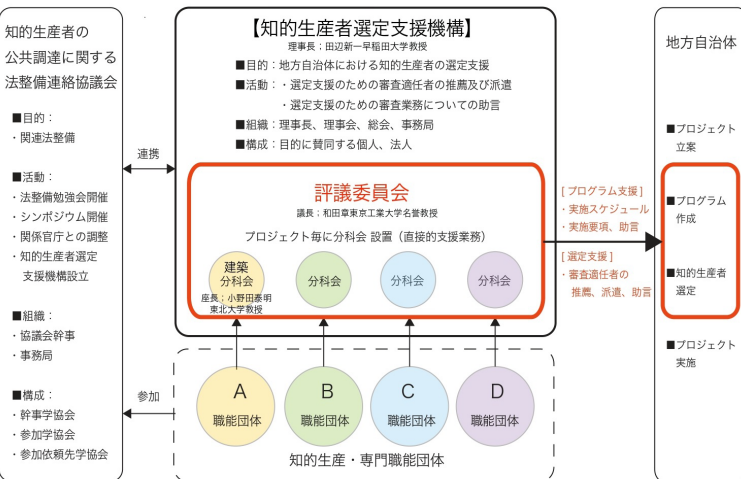 知的生産者の
公共調達に関する
法整備連絡協議会
■目的：
・関連法整備
■活動：
・法整備勉強会開催
・シンポジウム開催
・関係官庁との調整
・知的生産者選定
支援機構設立
■組織：
・協議会幹事
・事務局
■構成：
・幹事学協会
・参加学協会
・参加依頼先学協会
連携
参加
【知的生産者選定支援機構】
理事長；田辺新一早稲田大学教授
■目的：地方自治体における知的生産者の選定支援
■活動：・選定支援のための審査適任者の推薦及び派遣
・選定支援のための審査業務についての助言
■組織：理事長、理事会、総会、事務局
■構成：目的に賛同する個人、法人
評議委員会
議長；和田章東京工業大学名誉教授
プロジェクト毎に分科会 設置（直接的支援業務）
建築
分科会
座長；小野田泰明
東北大学教授
分科会
分科会
分科会
A
職能団体
B
職能団体
C
職能団体
D
職能団体
知的生産・専門職能団体
[ プログラム支援 ]
・実施スケジュール
・実施要項、助言
[ 選定支援 ]
・審査適任者の
推薦、派遣、助言
地方自治体
■プロジェクト
立案
■プログラム
作成
■知的生産者
選定
■プロジェクト
実施